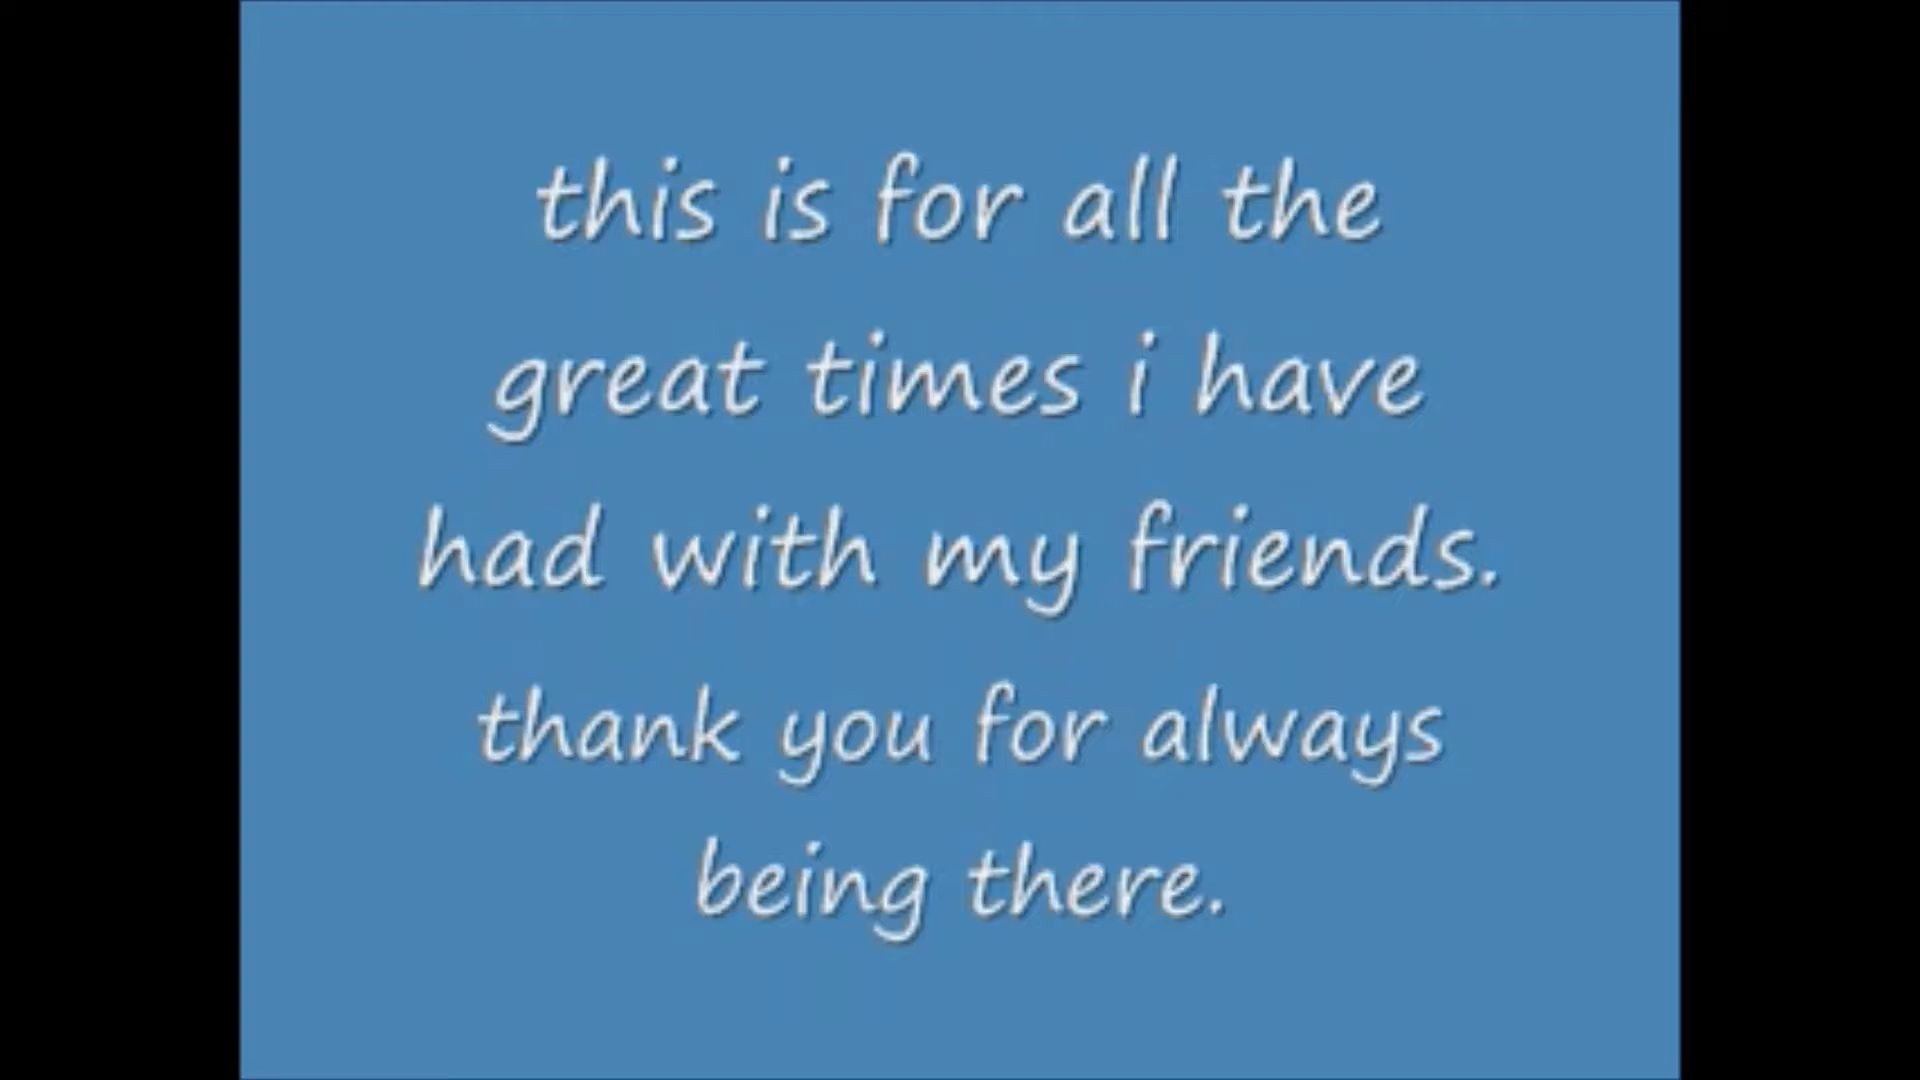 this is for all the
great times i have
had with my friends.
thank you for always
being there.